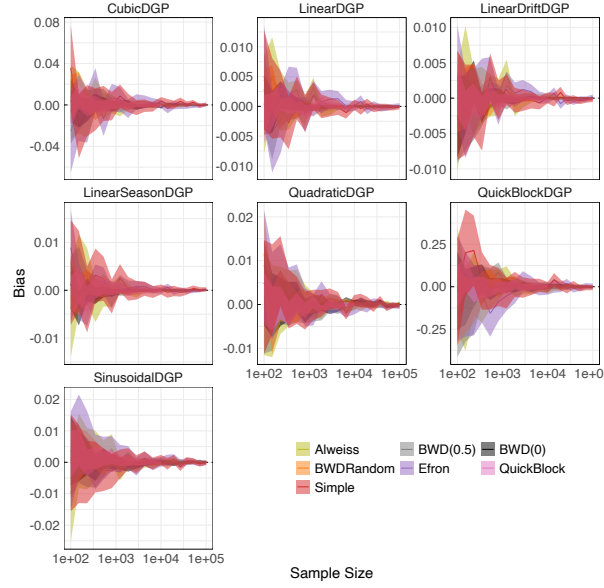 CubicDGP LinearDGP LinearDriftDGP
0.08
0.04
0.00
-0.04
0.010
0.005
0.000
-0.005
-0.010
0.010
0.005
0.000
-0.005
-0.010
LinearSeasonDGP QuadraticDGP QuickBlockDGP
0.01
0.00
-0.01
0.02
0.01
0.00
-0.01
0.25
0.00
-0.25
1e+02 1e+03 1e+04 1e+05
1e+02 1e+03 1e+04 1e+0
SinusoidalDGP
0.02
0.01
0.00
-0.01
-0.02
1e+02 1e+03 1e+04 1e+05
Bias
Sample Size
Alweiss BWD(0.5) BWD(0)
BWDRandom Efron QuickBlock
Simple